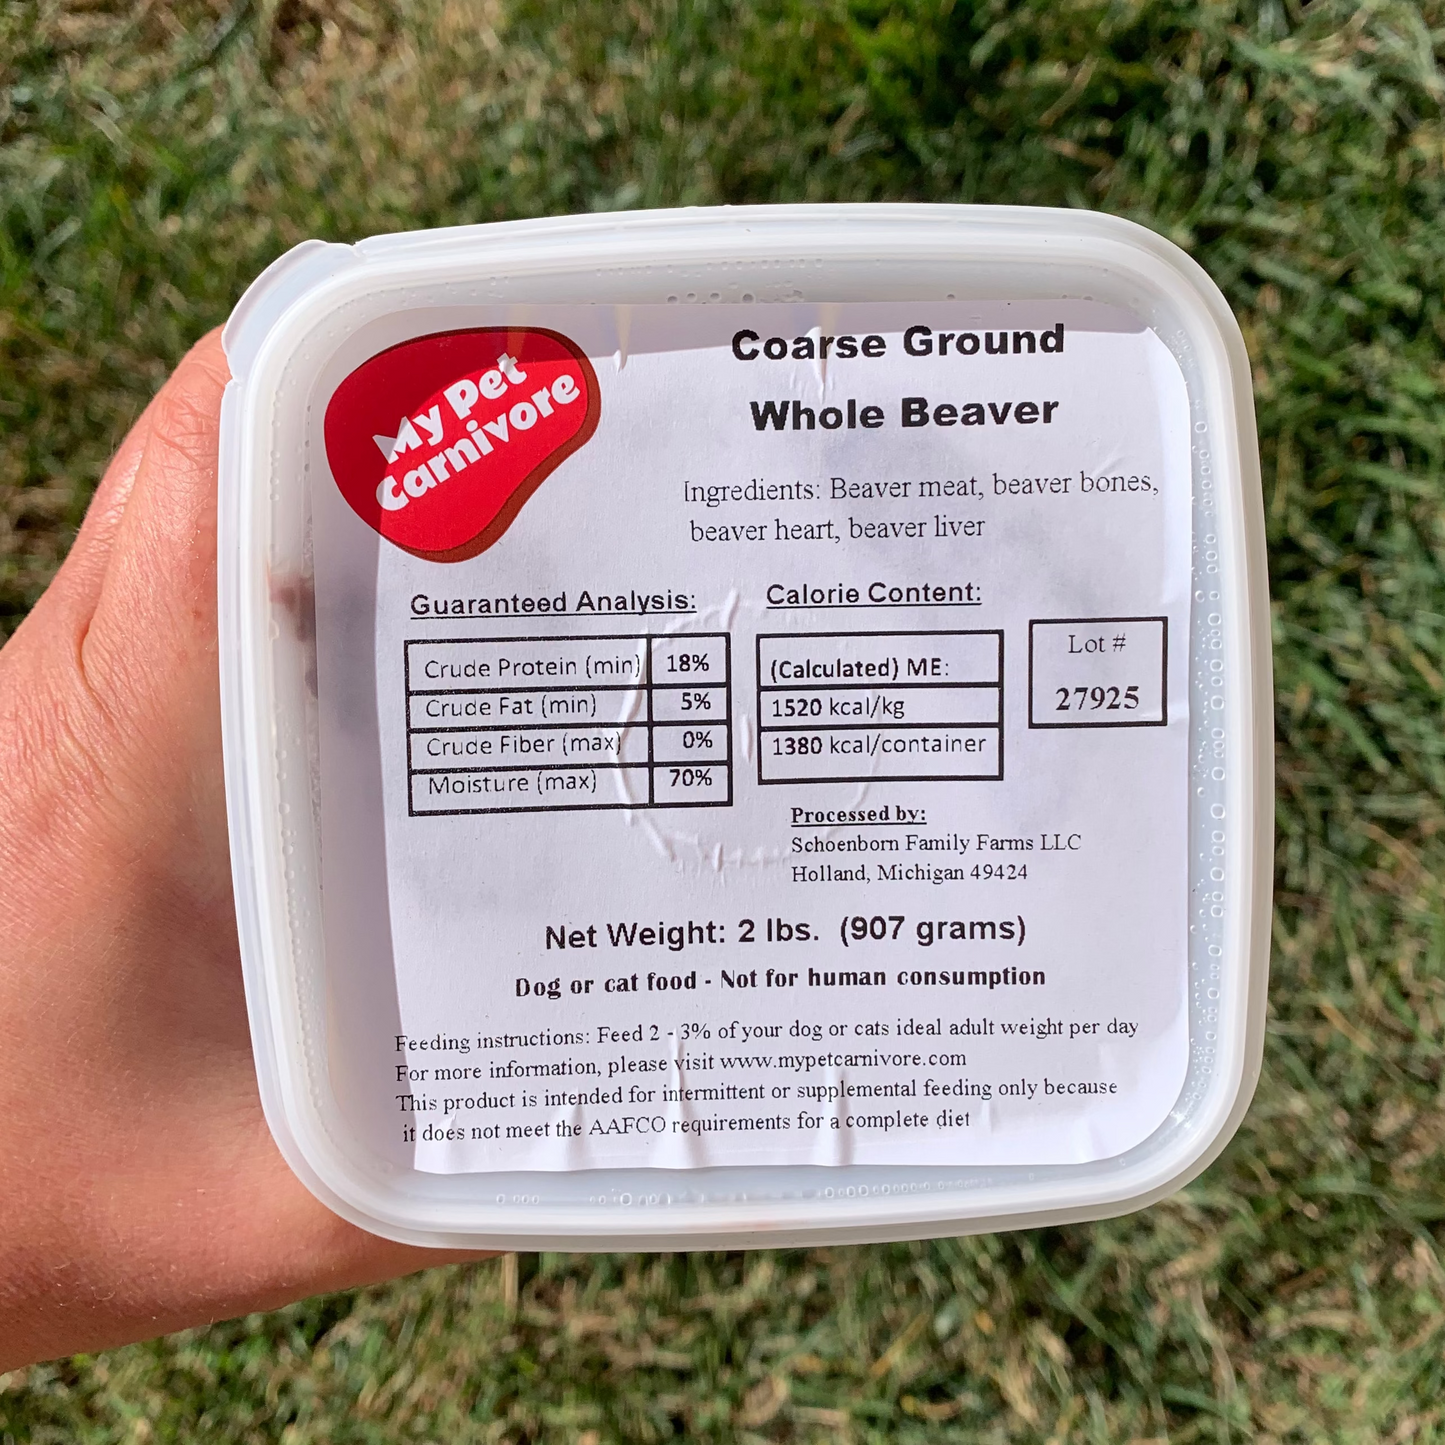 My Pet
carnivore
Coarse Ground
Whole Beaver
Ingredients: Beaver meat, beaver bones,
beaver heart, beaver liver
Guaranteed Analysis:
Crude Protein (min) 18%
Crude Fat (min) 5%
Crude Fiber (max) 0%
Moisture (max) 70%
Calorie Content:
(Calculated) ME:
1520 kcal/kg
1380 kcal/container
Lot #
27925
Processed by:
Schoenborn Family Farms LLC
Holland, Michigan 49424
Net Weight: 2 lbs. (907 grams)
Dog or cat food - Not for human consumption
Feeding instructions: Feed 2 - 3% of your dog or cats ideal adult weight per day
For more information, please visit www.mypetcarnivore.com
This product is intended for intermittent or supplemental feeding only because
it does not meet the AAFCO requirements for a complete diet